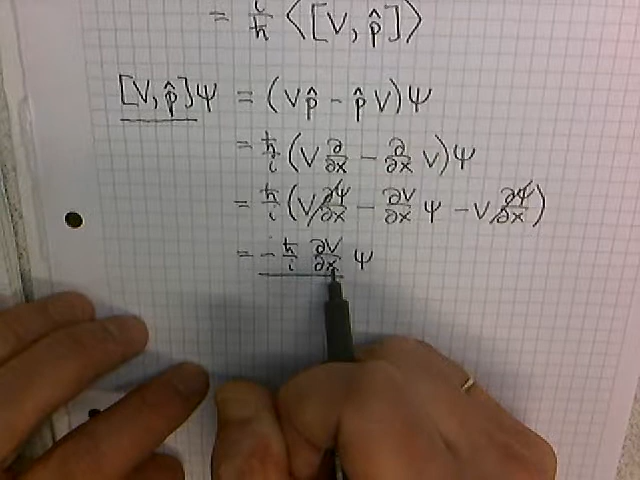 = i/ħ ⟨[V, p̂]⟩
[V, p̂]Ψ = (Vp̂ - p̂V)Ψ
= ħ/i (V ∂/∂x - ∂/∂x V)Ψ
= ħ/i (V ∂Ψ/∂x - ∂V/∂x Ψ - V ∂Ψ/∂x)
= - ħ/i ∂V/∂x Ψ